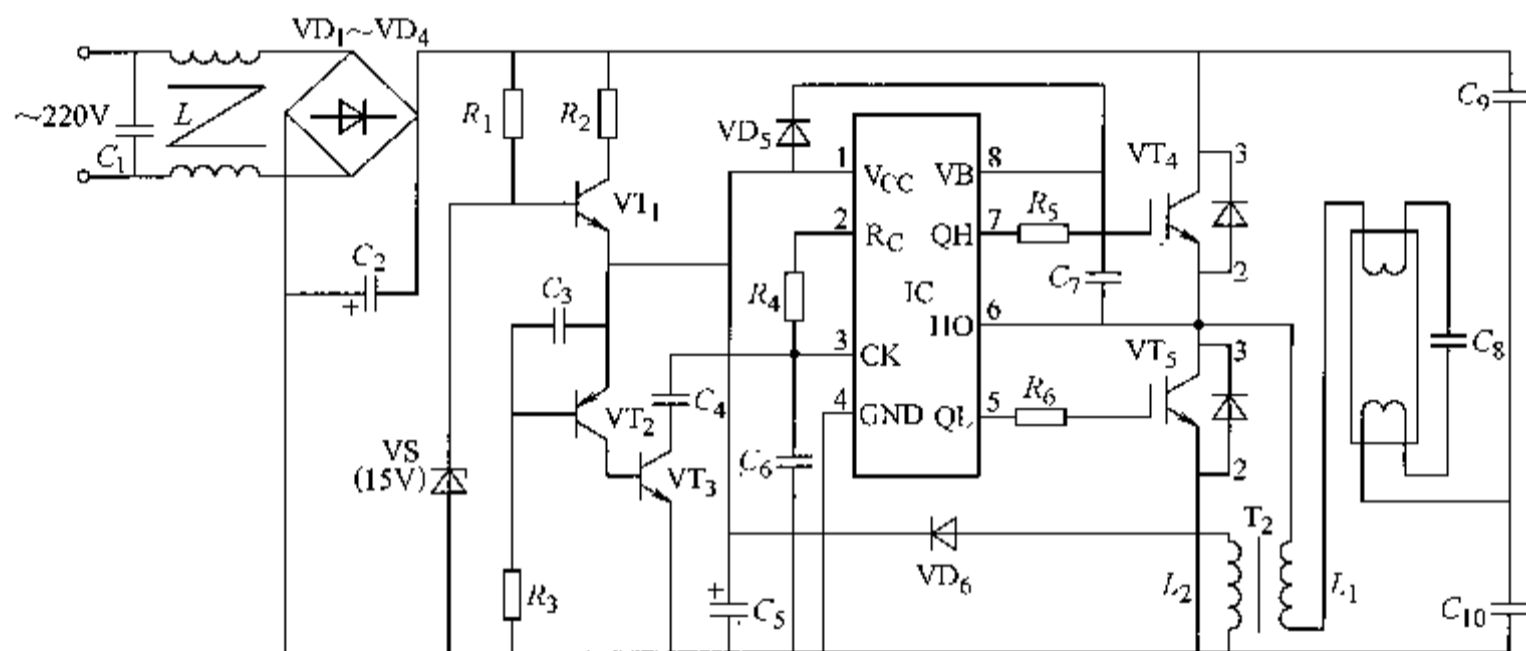 VD₁～VD₄
～220V
C₁
L
R₁
R₂
VT₁
C₂
+
C₃
VT₂
VT₃
VS
(15V)
R₃
+
C₅
C₄
R₄
C₆
VD₅
1
V_CC
VB
8
2
R_C
QH
7
R₅
IC
HO
6
3
CK
4
GND
QL
5
R₆
C₇
VT₄
3
2
VT₅
3
2
VD₆
T₂
L₂
L₁
C₈
C₉
C₁₀